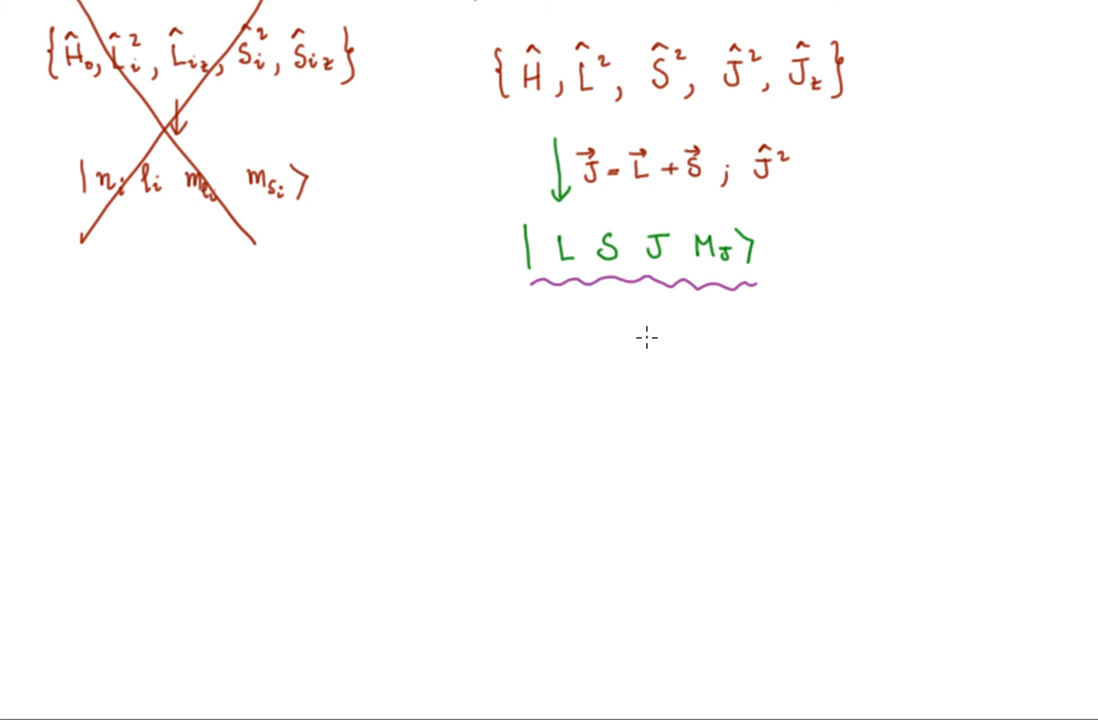 {Ĥ₀, L̂ᵢ², L̂ᵢz, Ŝᵢ², Ŝᵢz}
↓
|nᵢ lᵢ m_lᵢ m_sᵢ⟩
{Ĥ, L̂², Ŝ², Ĵ², Ĵz}
↓ J⃗ = L⃗ + S⃗ ; Ĵ²
| L S J M_J⟩